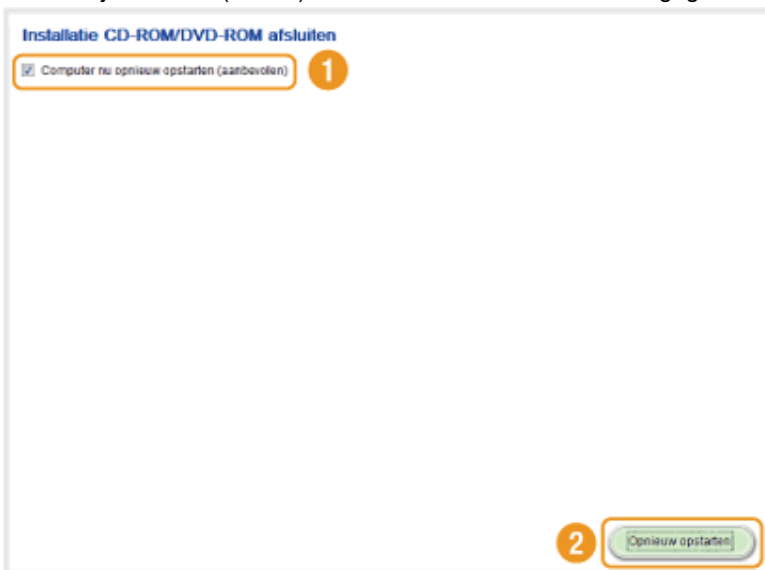 Installatie CD-ROM/DVD-ROM afsluiten
Computer nu opnieuw opstarten (aanbevolen)
1
2
Opnieuw opstarten